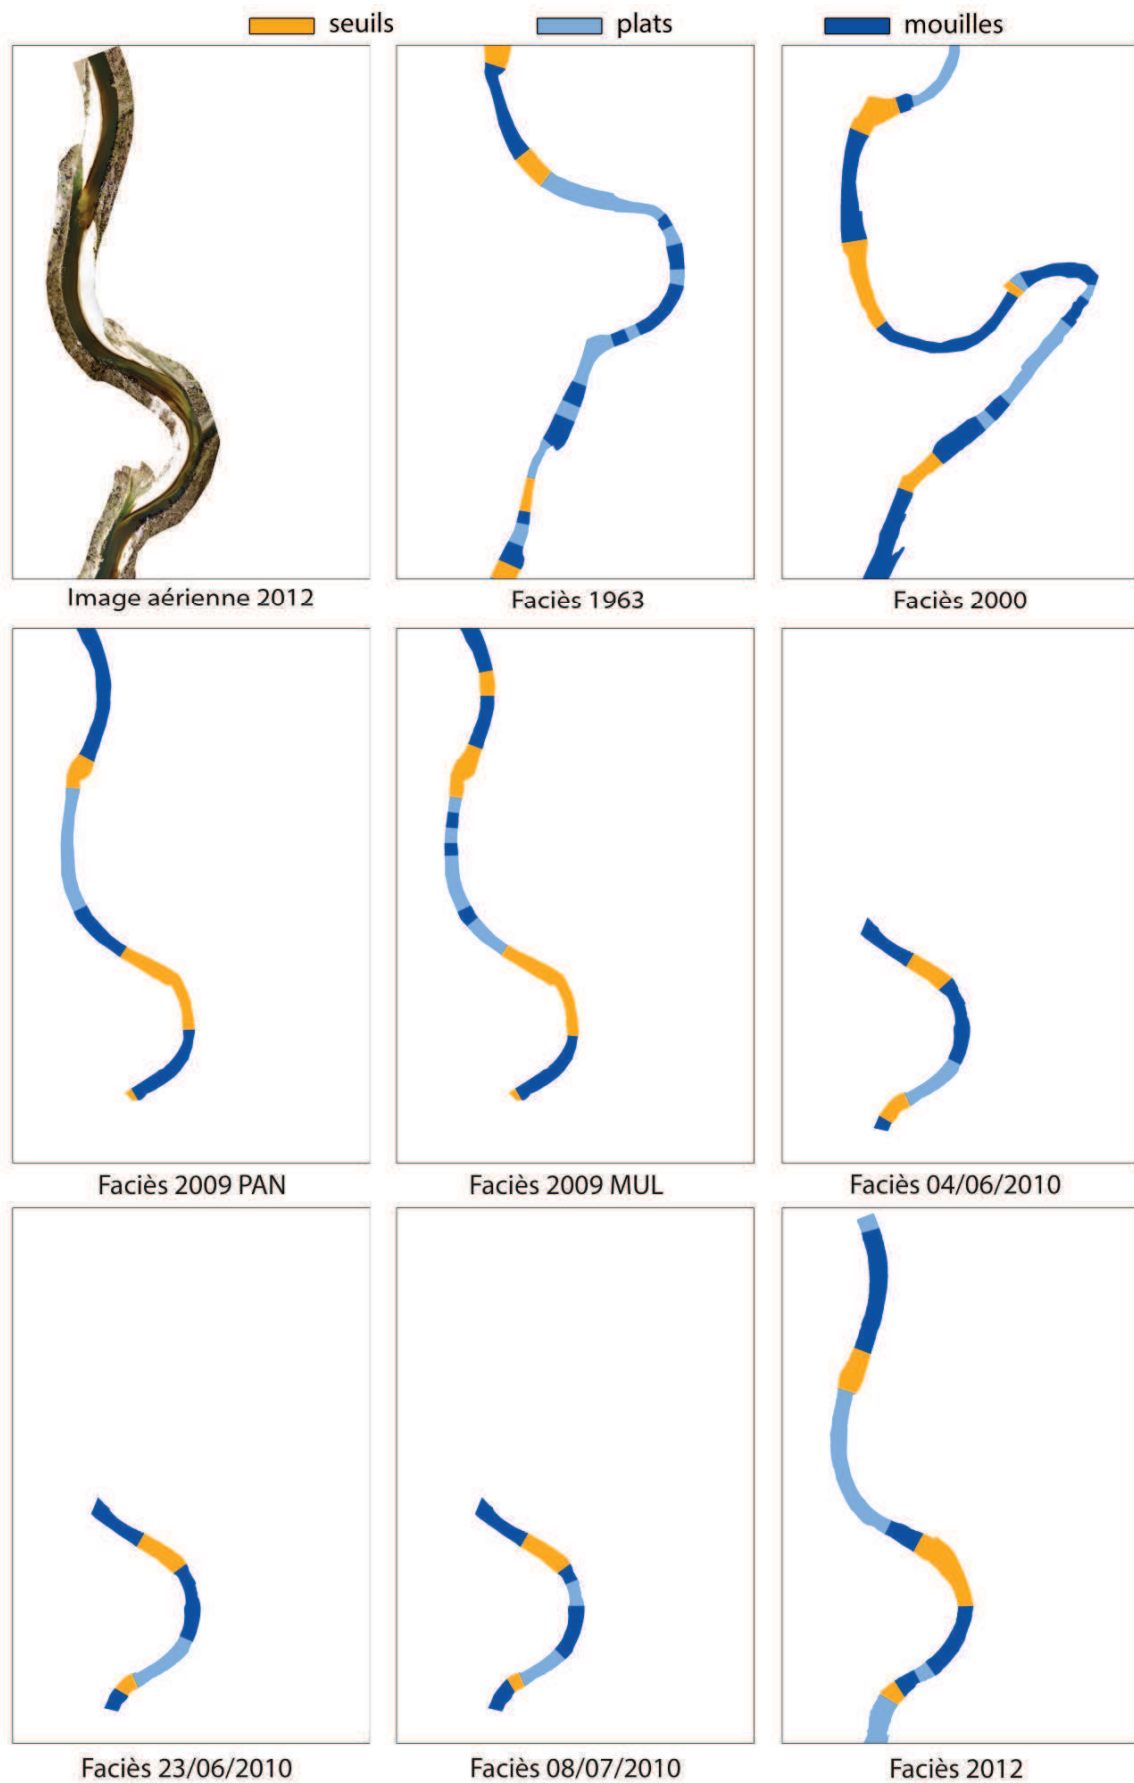 seuils plats mouilles
Image aérienne 2012 Faciès 1963 Faciès 2000
Faciès 2009 PAN Faciès 2009 MUL Faciès 04/06/2010
Faciès 23/06/2010 Faciès 08/07/2010 Faciès 2012